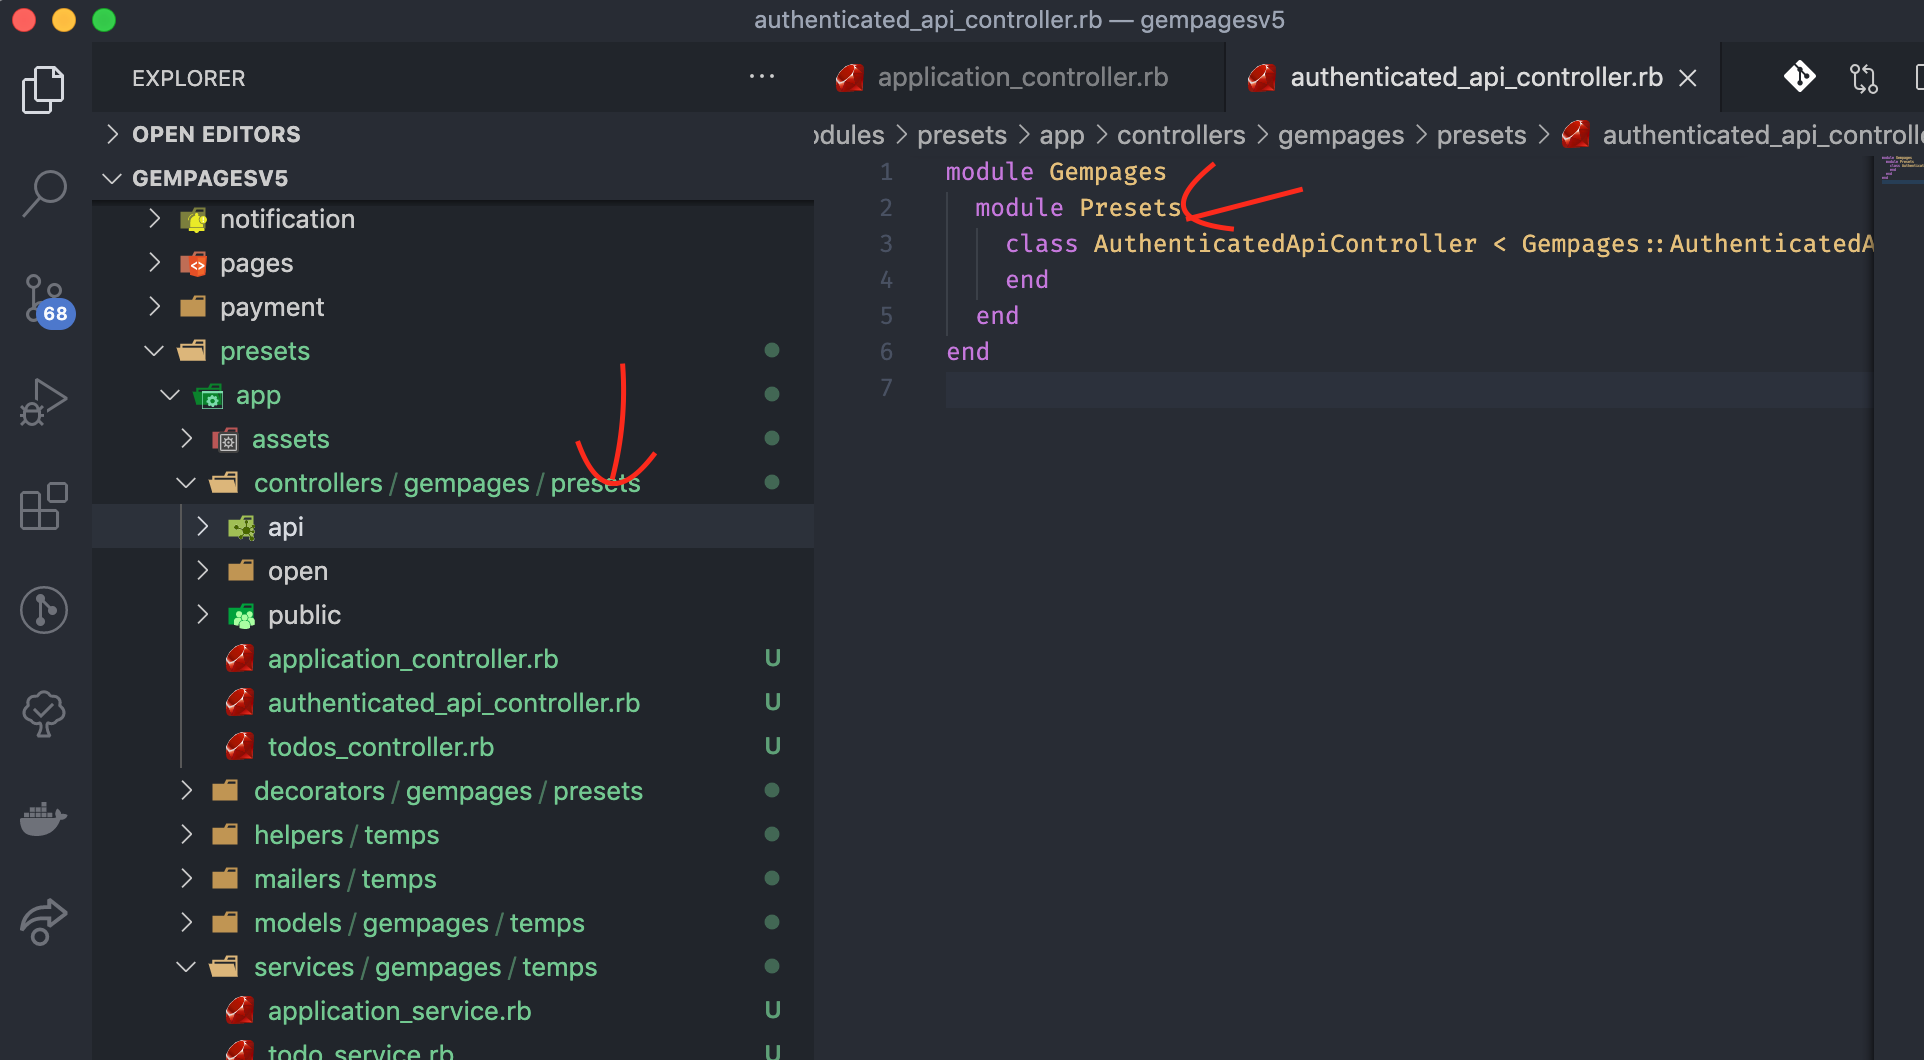 authenticated_api_controller.rb — gempagesv5
EXPLORER
application_controller.rb
authenticated_api_controller.rb
OPEN EDITORS
GEMPAGESV5
notification
pages
payment
presets
app
assets
controllers / gempages / presets
api
open
public
application_controller.rb U
authenticated_api_controller.rb U
todos_controller.rb U
decorators / gempages / presets
helpers / temps
mailers / temps
models / gempages / temps
services / gempages / temps
application_service.rb U
todo_service.rb U
68
odules > presets > app > controllers > gempages > presets > authenticated_api_controlle
1 module Gempages
2 module Presets
3 class AuthenticatedApiController < Gempages::AuthenticatedA
4 end
5 end
6 end
7